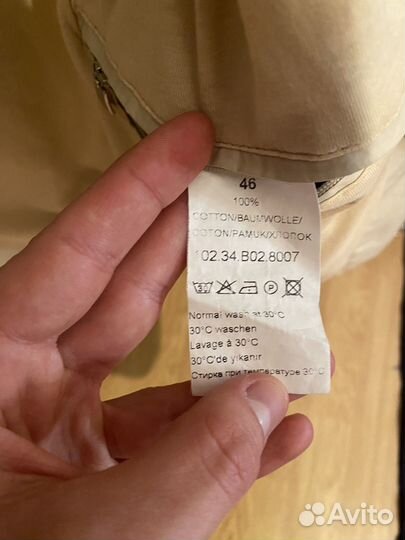 46
100%
COTTON/BAUMWOLLE/
COTON/PAMUK/ХЛОПОК
102.34.B02.8007
Normal wash at 30°C
30°C waschen
Lavage à 30°C
30°C'de yıkanır
Стирка при температуре 30°C
Avito